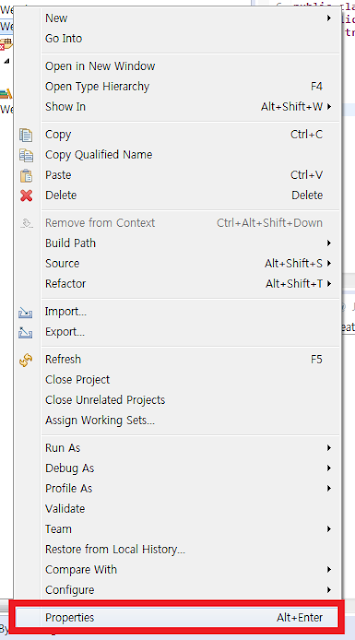 New
Go Into
Open in New Window
Open Type Hierarchy F4
Show In Alt+Shift+W
Copy Ctrl+C
Copy Qualified Name
Paste Ctrl+V
Delete Delete
Remove from Context Ctrl+Alt+Shift+Down
Build Path
Source Alt+Shift+S
Refactor Alt+Shift+T
Import...
Export...
Refresh F5
Close Project
Close Unrelated Projects
Assign Working Sets...
Run As
Debug As
Profile As
Validate
Team
Restore from Local History...
Compare With
Configure
Properties Alt+Enter